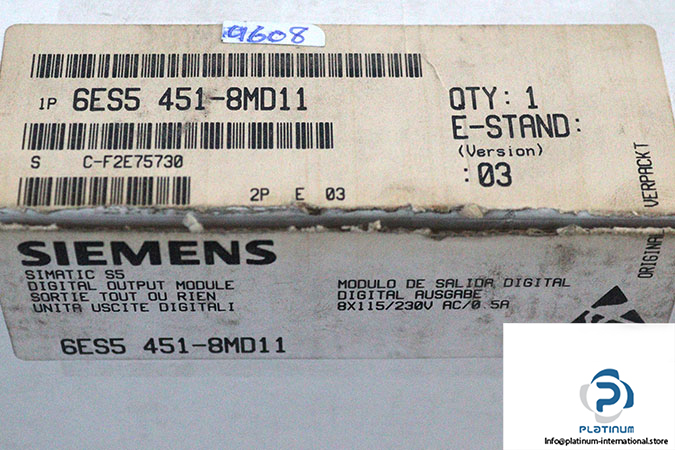 9608
1P 6ES5 451-8MD11
QTY: 1
E-STAND:
(Version)
:03
S C-F2E75730
2P E 03
ORIGINAL VERPACKT
SIEMENS
SIMATIC S5
DIGITAL OUTPUT MODULE
SORTIE TOUT OU RIEN
UNITA USCITE DIGITALI
MODULO DE SALIDA DIGITAL
DIGITAL AUSGABE
8X115/230V AC/0.5A
6ES5 451-8MD11
PLATINUM
info@platinum-international.store